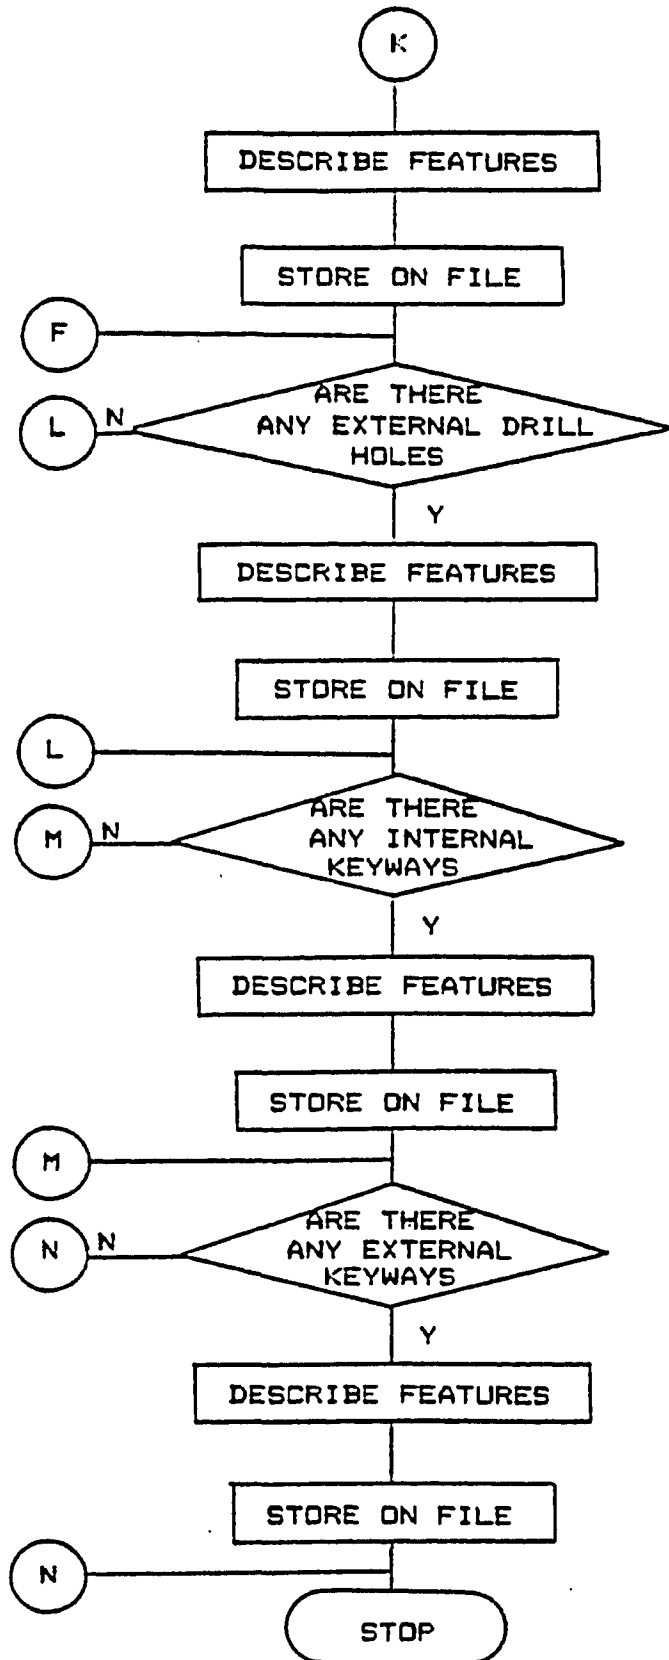 K
DESCRIBE FEATURES
STORE ON FILE
F
ARE THERE
L N ANY EXTERNAL DRILL
HOLES
Y
DESCRIBE FEATURES
STORE ON FILE
L
ARE THERE
M N ANY INTERNAL
KEYWAYS
Y
DESCRIBE FEATURES
STORE ON FILE
M
ARE THERE
N N ANY EXTERNAL
KEYWAYS
Y
DESCRIBE FEATURES
STORE ON FILE
N
STOP